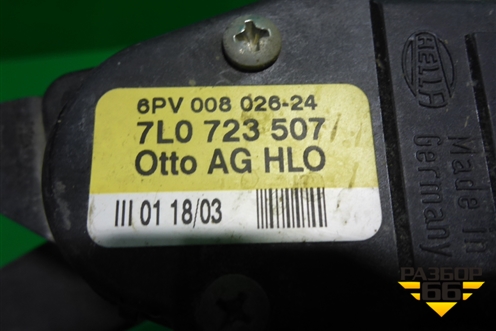 6PV 008 026-24
7L0 723 507
Otto AG HLO
III 01 18/03
HELLA
Made In
Germany
РАЗБОР
66